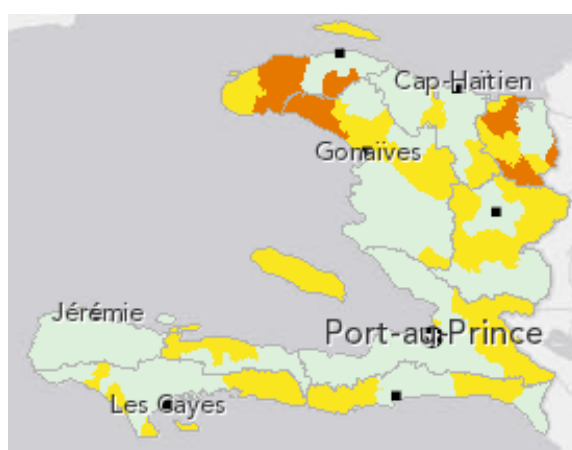 Cap-Haïtien
Gonaïves
Jérémie
Port-au-Prince
Les Cayes